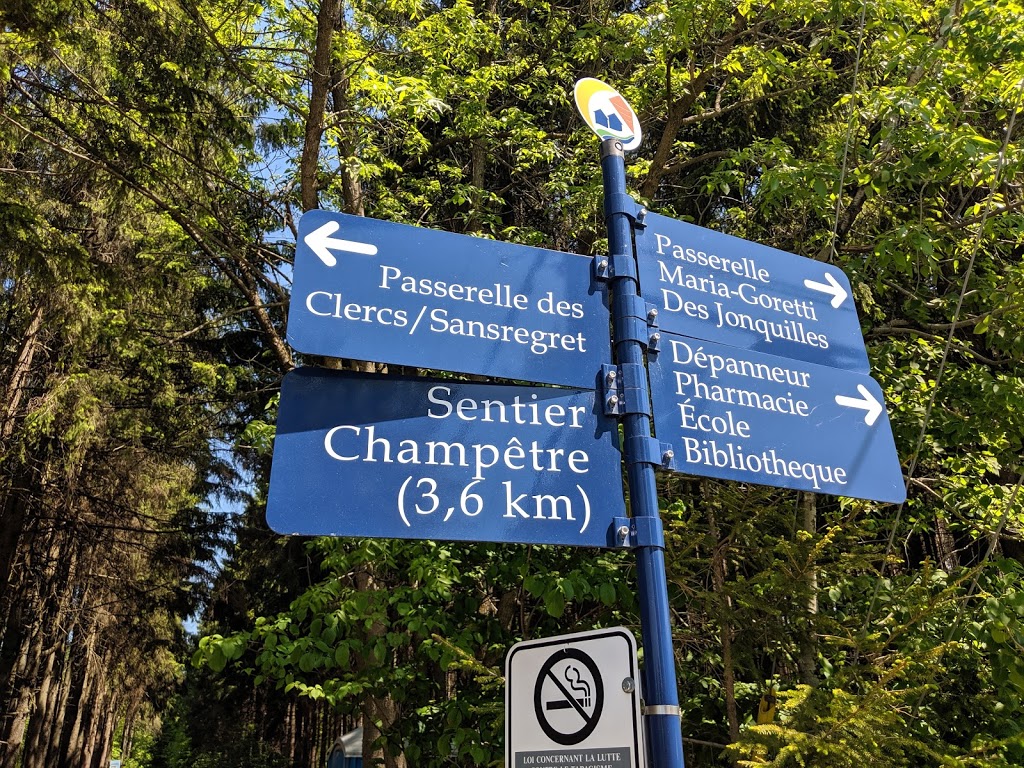 Passerelle des
Clercs/Sansregret
Sentier
Champêtre
(3,6 km)
Passerelle
Maria-Goretti
Des Jonquilles
Dépanneur
Pharmacie
École
Bibliotheque
LOI CONCERNANT LA LUTTE